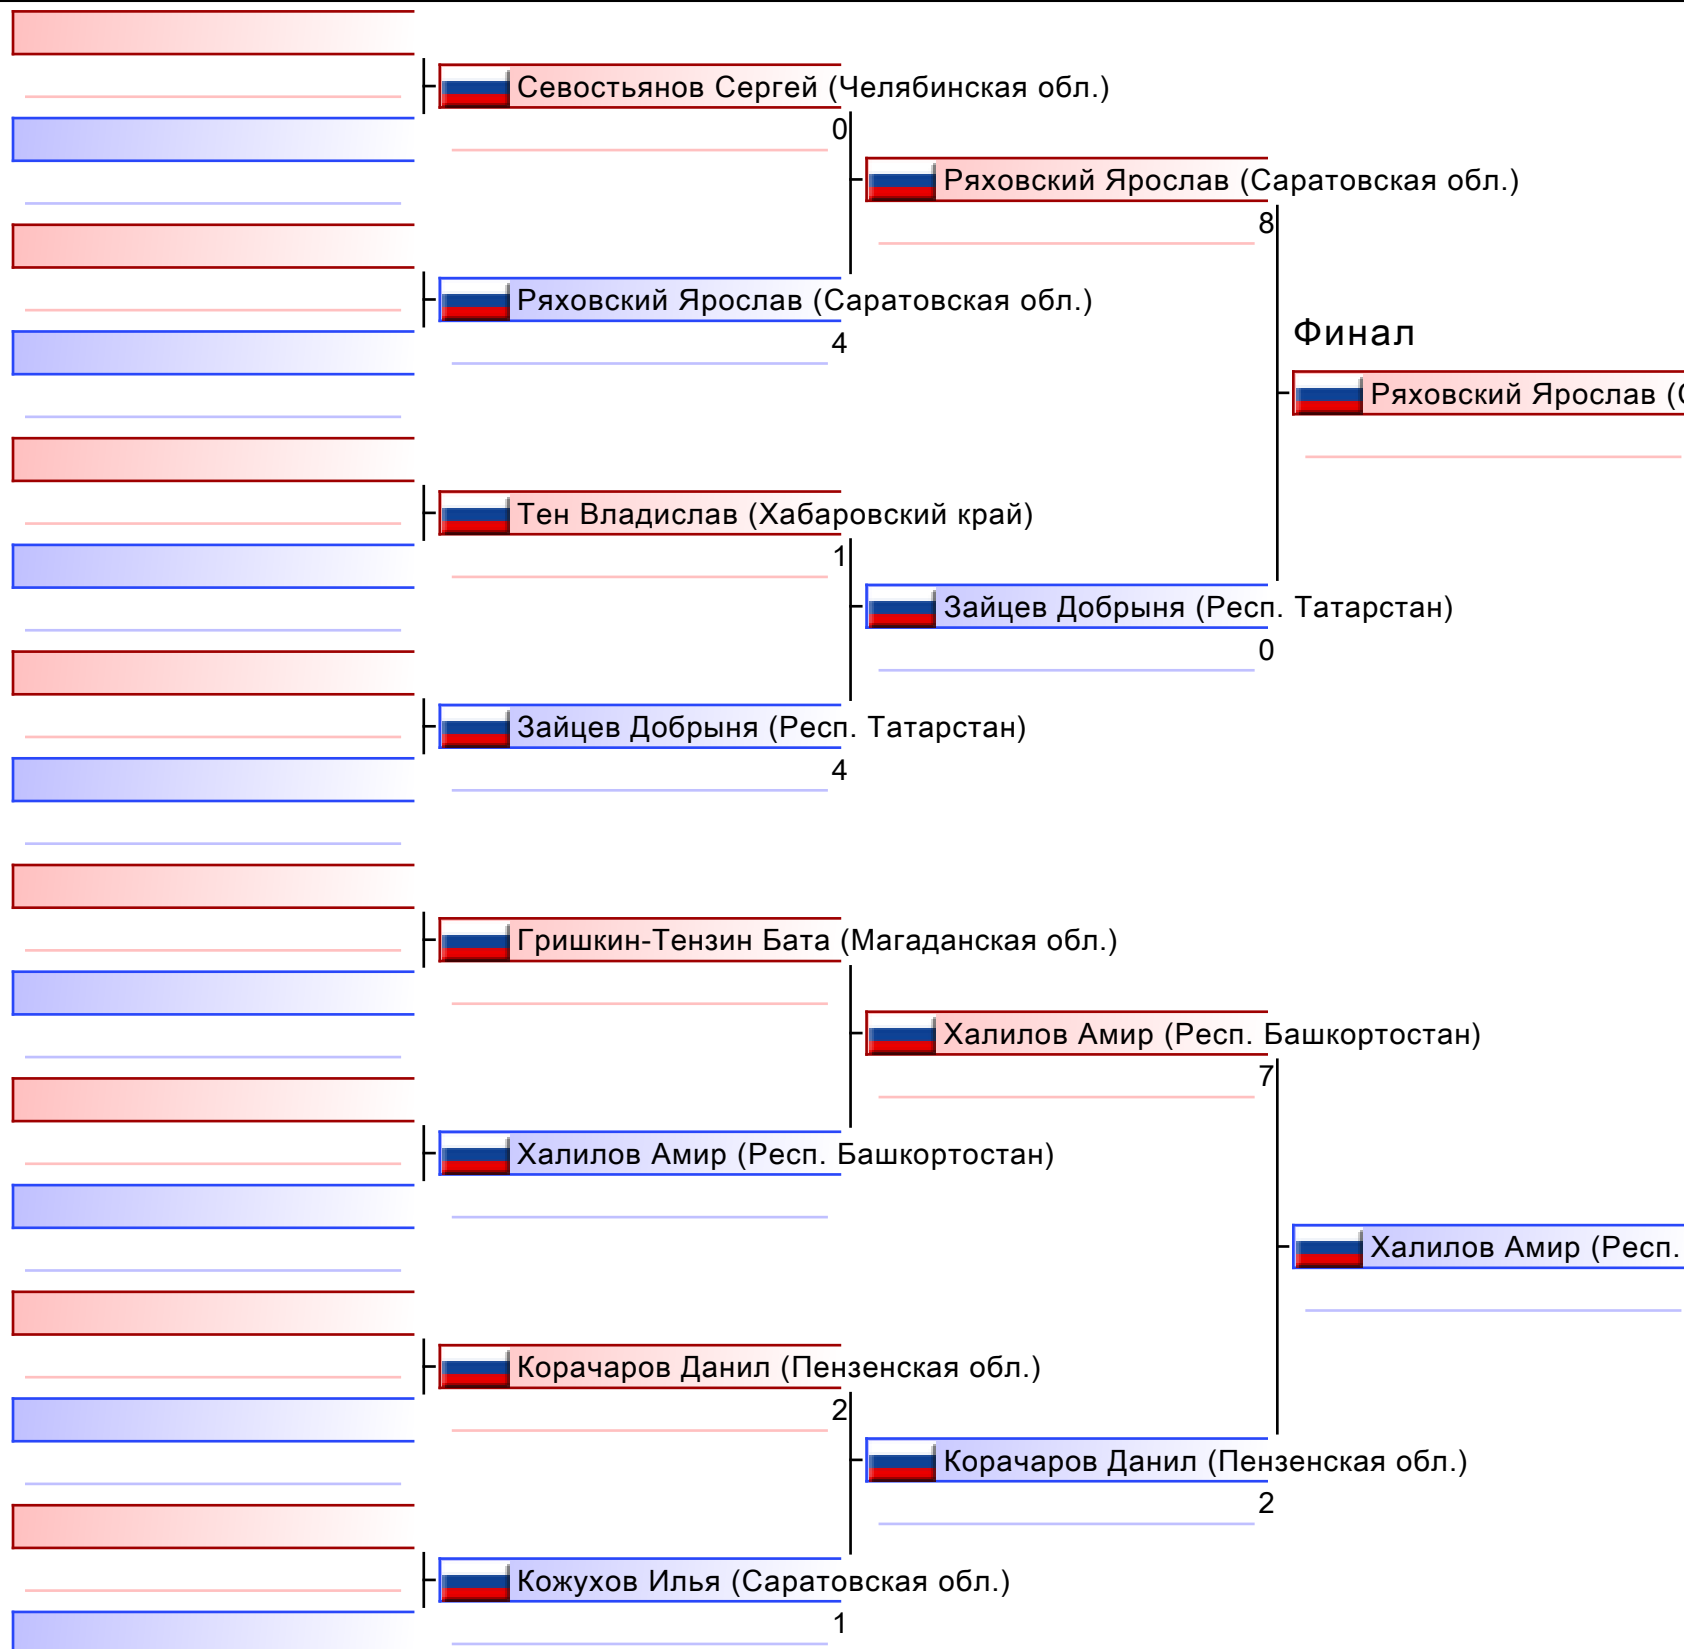 Севостьянов Сергей (Челябинская обл.)
0
Ряховский Ярослав (Саратовская обл.)
8
Ряховский Ярослав (Саратовская обл.)
4
Финал
Ряховский Ярослав (С
Тен Владислав (Хабаровский край)
1
Зайцев Добрыня (Респ. Татарстан)
0
Зайцев Добрыня (Респ. Татарстан)
4
Гришкин-Тензин Бата (Магаданская обл.)
Халилов Амир (Респ. Башкортостан)
7
Халилов Амир (Респ. Башкортостан)
Халилов Амир (Респ.
Корачаров Данил (Пензенская обл.)
2
Корачаров Данил (Пензенская обл.)
2
Кожухов Илья (Саратовская обл.)
1